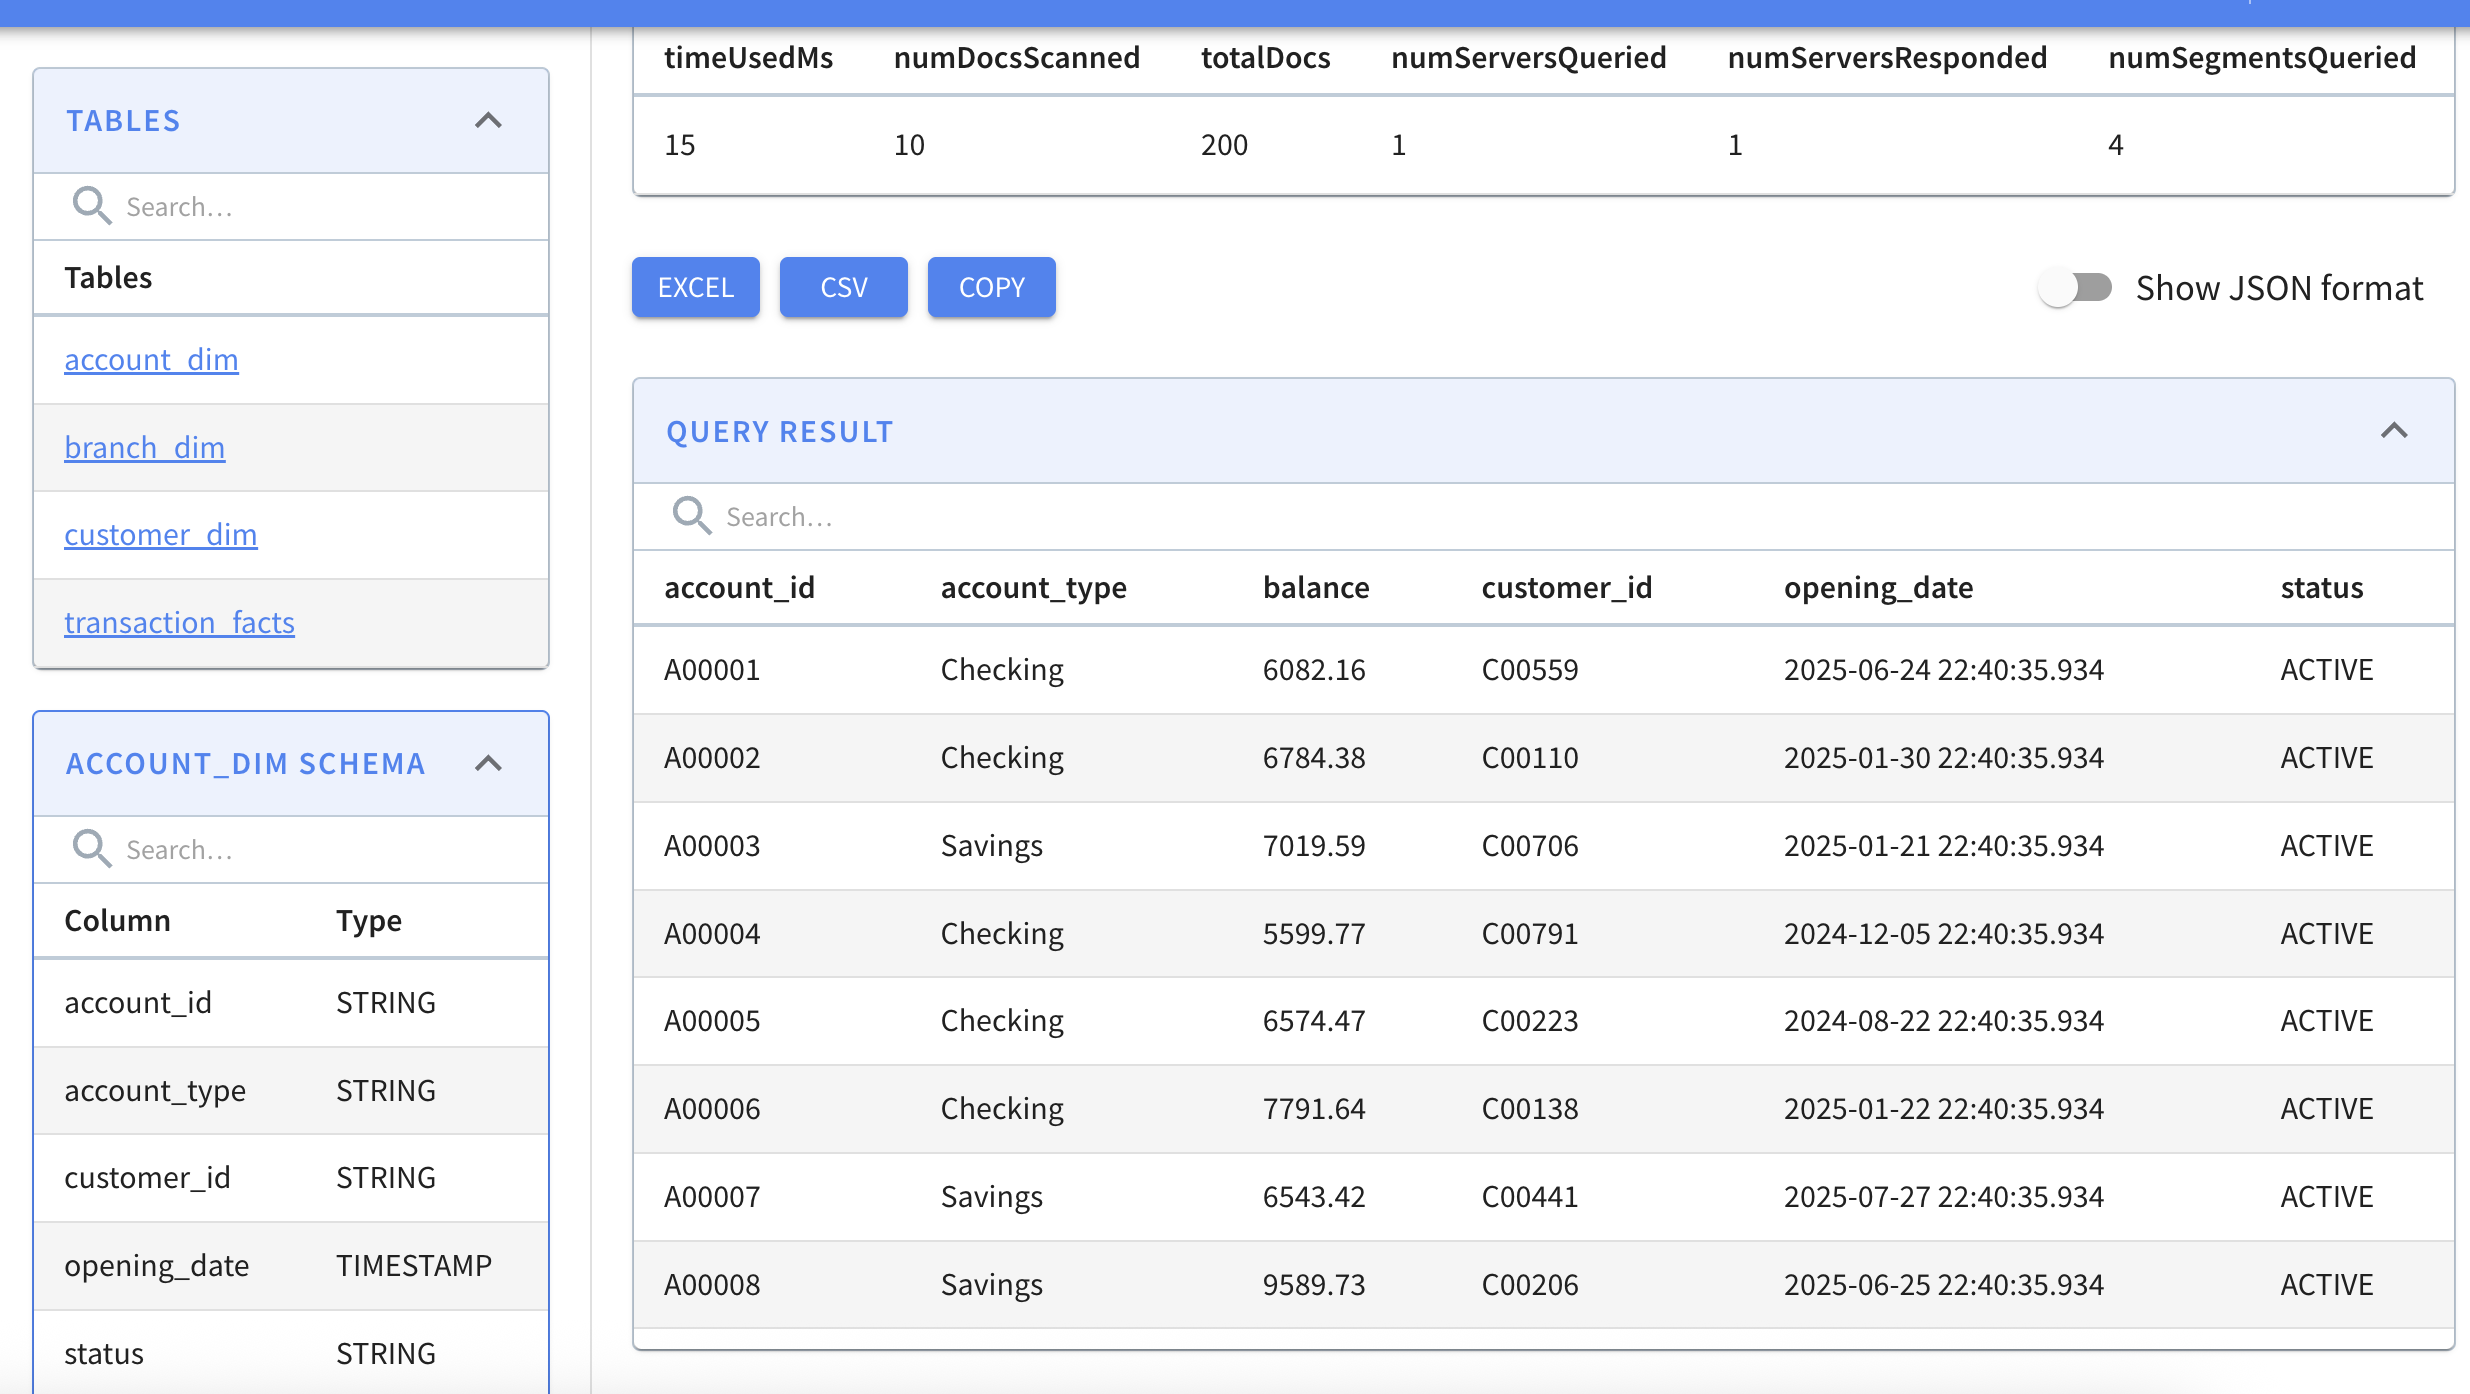 TABLES
Search…
Tables
account_dim
branch_dim
customer_dim
transaction_facts
ACCOUNT_DIM SCHEMA
Search…
Column Type
account_id STRING
account_type STRING
customer_id STRING
opening_date TIMESTAMP
status STRING
timeUsedMs numDocsScanned totalDocs numServersQueried numServersResponded numSegmentsQueried
15 10 200 1 1 4
EXCEL CSV COPY Show JSON format
QUERY RESULT
Search…
account_id account_type balance customer_id opening_date status
A00001 Checking 6082.16 C00559 2025-06-24 22:40:35.934 ACTIVE
A00002 Checking 6784.38 C00110 2025-01-30 22:40:35.934 ACTIVE
A00003 Savings 7019.59 C00706 2025-01-21 22:40:35.934 ACTIVE
A00004 Checking 5599.77 C00791 2024-12-05 22:40:35.934 ACTIVE
A00005 Checking 6574.47 C00223 2024-08-22 22:40:35.934 ACTIVE
A00006 Checking 7791.64 C00138 2025-01-22 22:40:35.934 ACTIVE
A00007 Savings 6543.42 C00441 2025-07-27 22:40:35.934 ACTIVE
A00008 Savings 9589.73 C00206 2025-06-25 22:40:35.934 ACTIVE